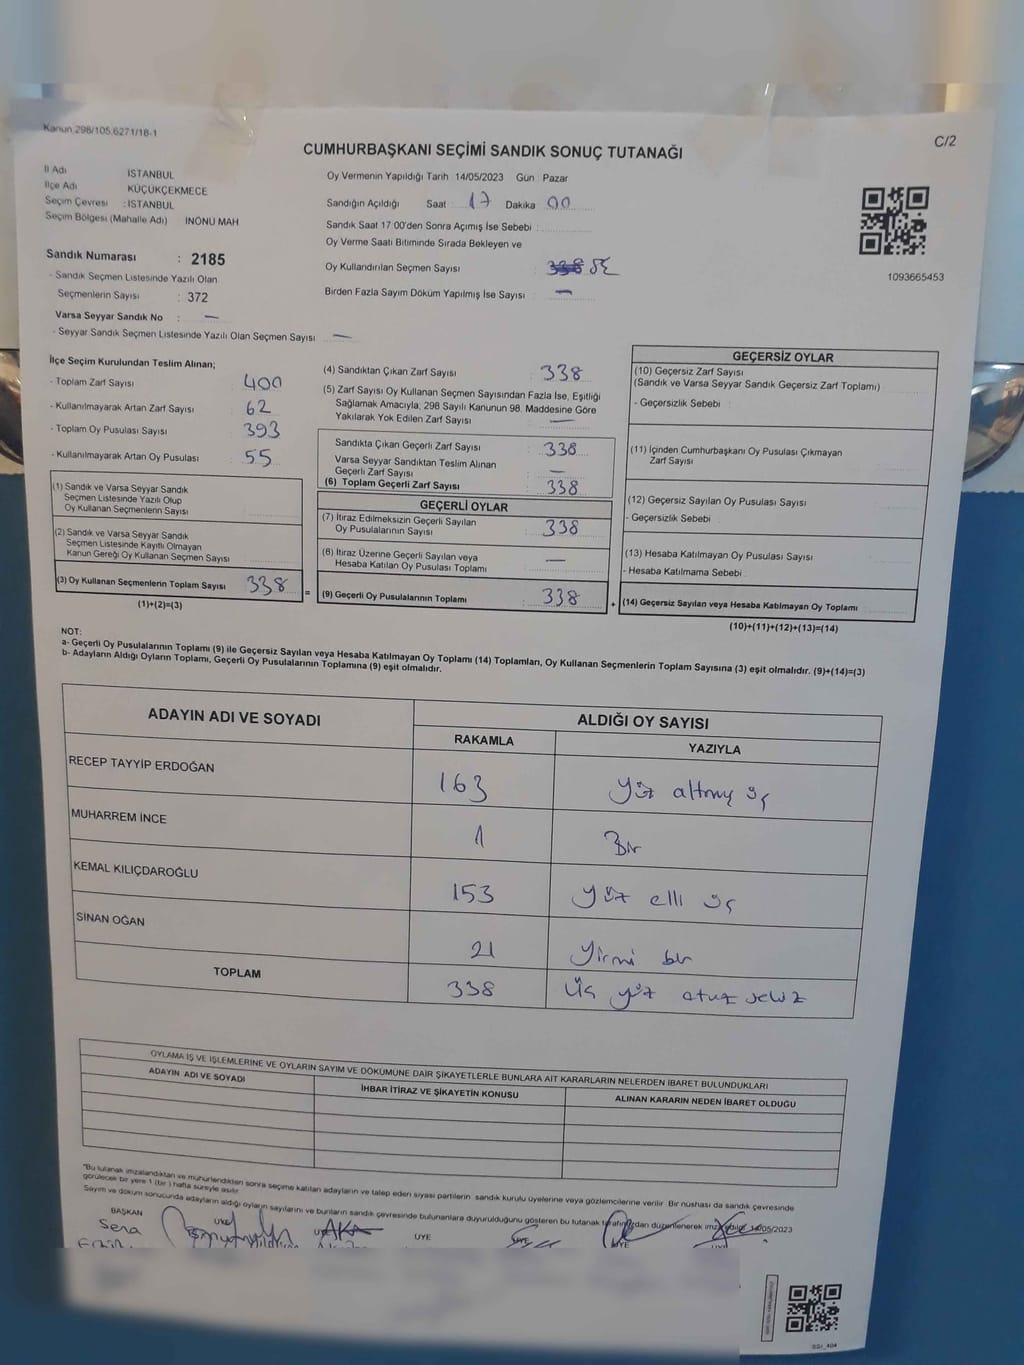 Kanun 298/105,6271/18-1
C/2
CUMHURBAŞKANI SEÇİMİ SANDIK SONUÇ TUTANAĞI
İl Adı İSTANBUL
İlçe Adı KÜÇÜKÇEKMECE
Seçim Çevresi : İSTANBUL
Seçim Bölgesi (Mahalle Adı) İNÖNÜ MAH
Sandık Numarası : 2185
- Sandık Seçmen Listesinde Yazılı Olan
Seçmenlerin Sayısı : 372
Varsa Seyyar Sandık No : —
- Seyyar Sandık Seçmen Listesinde Yazılı Olan Seçmen Sayısı : —
Oy Vermenin Yapıldığı Tarih 14/05/2023 Gün Pazar
Sandığın Açıldığı Saat : 17 Dakika 00
Sandık Saat 17:00'den Sonra Açımış İse Sebebi :
Oy Verme Saati Bitiminde Sırada Bekleyen ve
Oy Kullandırılan Seçmen Sayısı : 338
Birden Fazla Sayım Döküm Yapılmış İse Sayısı : —
1093665453
İlçe Seçim Kurulundan Teslim Alınan;
- Toplam Zarf Sayısı : 400
- Kullanılmayarak Artan Zarf Sayısı : 62
- Toplam Oy Pusulası Sayısı : 393
- Kullanılmayarak Artan Oy Pusulası : 55
(1) Sandık ve Varsa Seyyar Sandık
Seçmen Listesinde Yazılı Olup
Oy Kullanan Seçmenlerin Sayısı :
(2) Sandık ve Varsa Seyyar Sandık
Seçmen Listesinde Kayıtlı Olmayan
Kanun Gereği Oy Kullanan Seçmen Sayısı :
(3) Oy Kullanan Seçmenlerin Toplam Sayısı : 338
(1)+(2)=(3)
(4) Sandıktan Çıkan Zarf Sayısı : 338
(5) Zarf Sayısı Oy Kullanan Seçmen Sayısından Fazla İse, Eşitliği
Sağlamak Amacıyla, 298 Sayılı Kanunun 98. Maddesine Göre
Yakılarak Yok Edilen Zarf Sayısı : —
Sandıkta Çıkan Geçerli Zarf Sayısı : 338
Varsa Seyyar Sandıktan Teslim Alınan
Geçerli Zarf Sayısı : —
(6) Toplam Geçerli Zarf Sayısı : 338
GEÇERLİ OYLAR
(7) İtiraz Edilmeksizin Geçerli Sayılan
Oy Pusulalarının Sayısı : 338
(8) İtiraz Üzerine Geçerli Sayılan veya
Hesaba Katılan Oy Pusulası Toplamı : —
= (9) Geçerli Oy Pusulalarının Toplamı : 338
GEÇERSİZ OYLAR
(10) Geçersiz Zarf Sayısı
(Sandık ve Varsa Seyyar Sandık Geçersiz Zarf Toplamı) :
- Geçersizlik Sebebi :
(11) İçinden Cumhurbaşkanı Oy Pusulası Çıkmayan
Zarf Sayısı :
(12) Geçersiz Sayılan Oy Pusulası Sayısı :
- Geçersizlik Sebebi :
(13) Hesaba Katılmayan Oy Pusulası Sayısı :
- Hesaba Katılmama Sebebi :
+ (14) Geçersiz Sayılan veya Hesaba Katılmayan Oy Toplamı :
(10)+(11)+(12)+(13)=(14)
NOT:
a- Geçerli Oy Pusulalarının Toplamı (9) ile Geçersiz Sayılan veya Hesaba Katılmayan Oy Toplamı (14) Toplamları, Oy Kullanan Seçmenlerin Toplam Sayısına (3) eşit olmalıdır. (9)+(14)=(3)
b- Adayların Aldığı Oyların Toplamı, Geçerli Oy Pusulalarının Toplamına (9) eşit olmalıdır.
ADAYIN ADI VE SOYADI
ALDIĞI OY SAYISI
RAKAMLA YAZIYLA
RECEP TAYYİP ERDOĞAN 163 yüz altmış üç
MUHARREM İNCE 1 Bir
KEMAL KILIÇDAROĞLU 153 yüz elli üç
SİNAN OĞAN 21 yirmi bir
TOPLAM 338 üç yüz otuz sekiz
OYLAMA İŞ VE İŞLEMLERİNE VE OYLARIN SAYIM VE DÖKÜMÜNE DAİR ŞİKAYETLERLE BUNLARA AİT KARARLARIN NELERDEN İBARET BULUNDUKLARI
ADAYIN ADI VE SOYADI İHBAR İTİRAZ VE ŞİKAYETİN KONUSU ALINAN KARARIN NEDEN İBARET OLDUĞU
"Bu tutanak imzalandıktan ve mühürlendikten sonra seçime katılan adayların ve talep eden siyasi partilerin sandık kurulu üyelerine veya gözlemcilerine verilir. Bir nüshası da sandık çevresinde
görülecek bir yere 1 (bir) hafta süreyle asılır.
Sayım ve döküm sonucunda adayların aldığı oyların sayılarını ve bunların sandık çevresinde bulunanlara duyurulduğunu gösteren bu tutanak tarafımızdan düzenlenerek 14/05/2023
BAŞKAN ÜYE ÜYE ÜYE ÜYE ÜYE
Sera